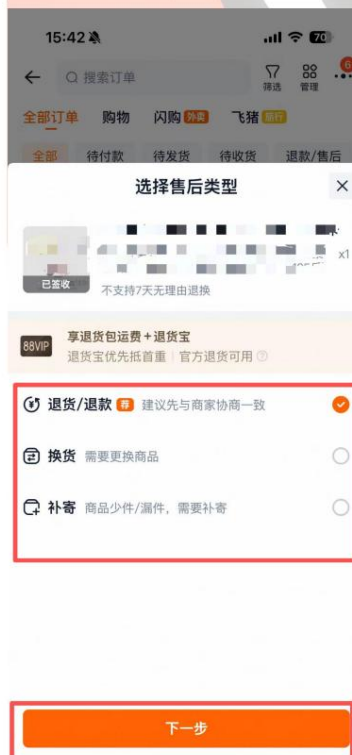 15:42
70
搜索订单
筛选
管理
6
全部订单 购物 闪购 外卖 飞猪 旅行
全部 待付款 待发货 待收货 退款/售后
选择售后类型
x1
已签收
不支持7天无理由退换
88VIP
享退货包运费+退货宝
退货宝优先抵首重 | 官方退货可用
退货/退款 荐 建议先与商家协商一致
换货 需要更换商品
补寄 商品少件/漏件，需要补寄
下一步